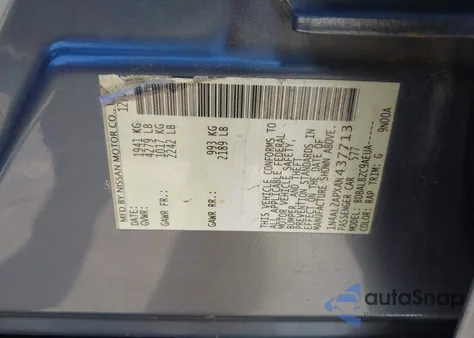 MFD BY NISSAN MOTOR CO.
DATE: 12/
GVWR: 1941 KG
4279 LB
GAWR FR: 1017 KG
2242 LB
GAWR RR: 993 KG
2189 LB
THIS VEHICLE CONFORMS TO
ALL APPLICABLE FEDERAL
MOTOR VEHICLE SAFETY,
BUMPER, AND THEFT
PREVENTION STANDARDS IN
EFFECT ON THE DATE OF
MANUFACTURE SHOWN ABOVE.
437713
PASSENGER CAR 577
MODEL:
COLOR: RAP TRIM: G 9N00A
autoSnap